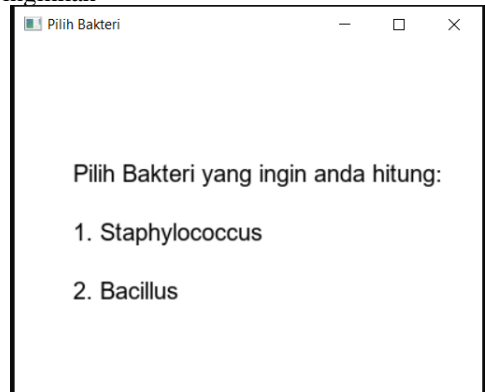 Pilih Bakteri
Pilih Bakteri yang ingin anda hitung:
1. Staphylococcus
2. Bacillus